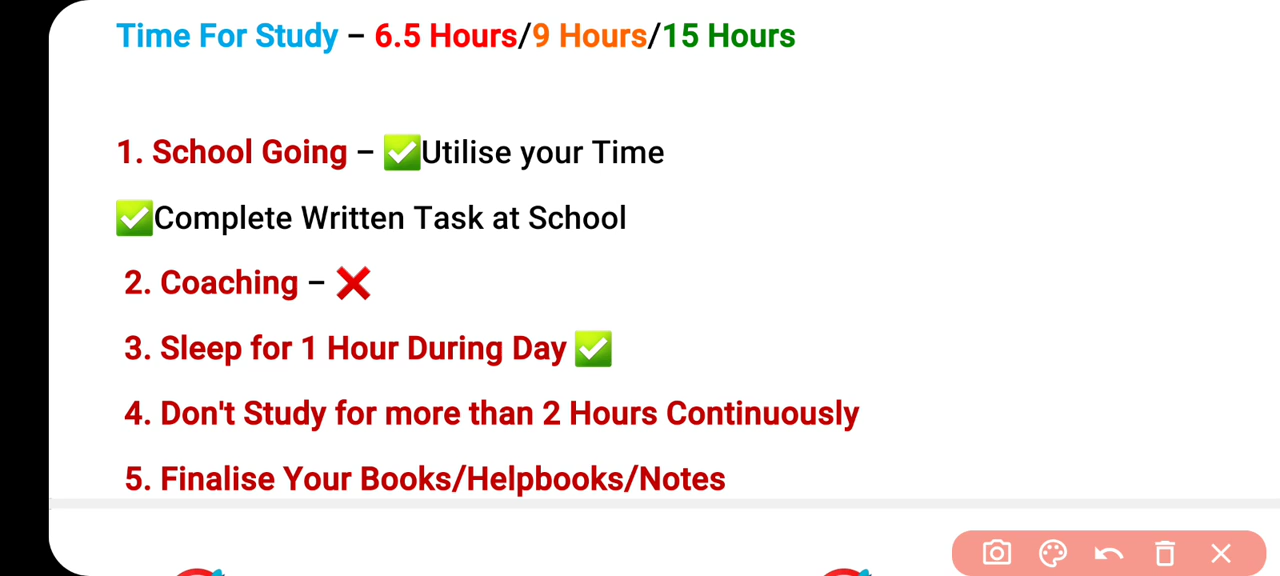 Time For Study – 6.5 Hours/9 Hours/15 Hours
1. School Going – ✅Utilise your Time
✅Complete Written Task at School
2. Coaching – ❌
3. Sleep for 1 Hour During Day ✅
4. Don't Study for more than 2 Hours Continuously
5. Finalise Your Books/Helpbooks/Notes